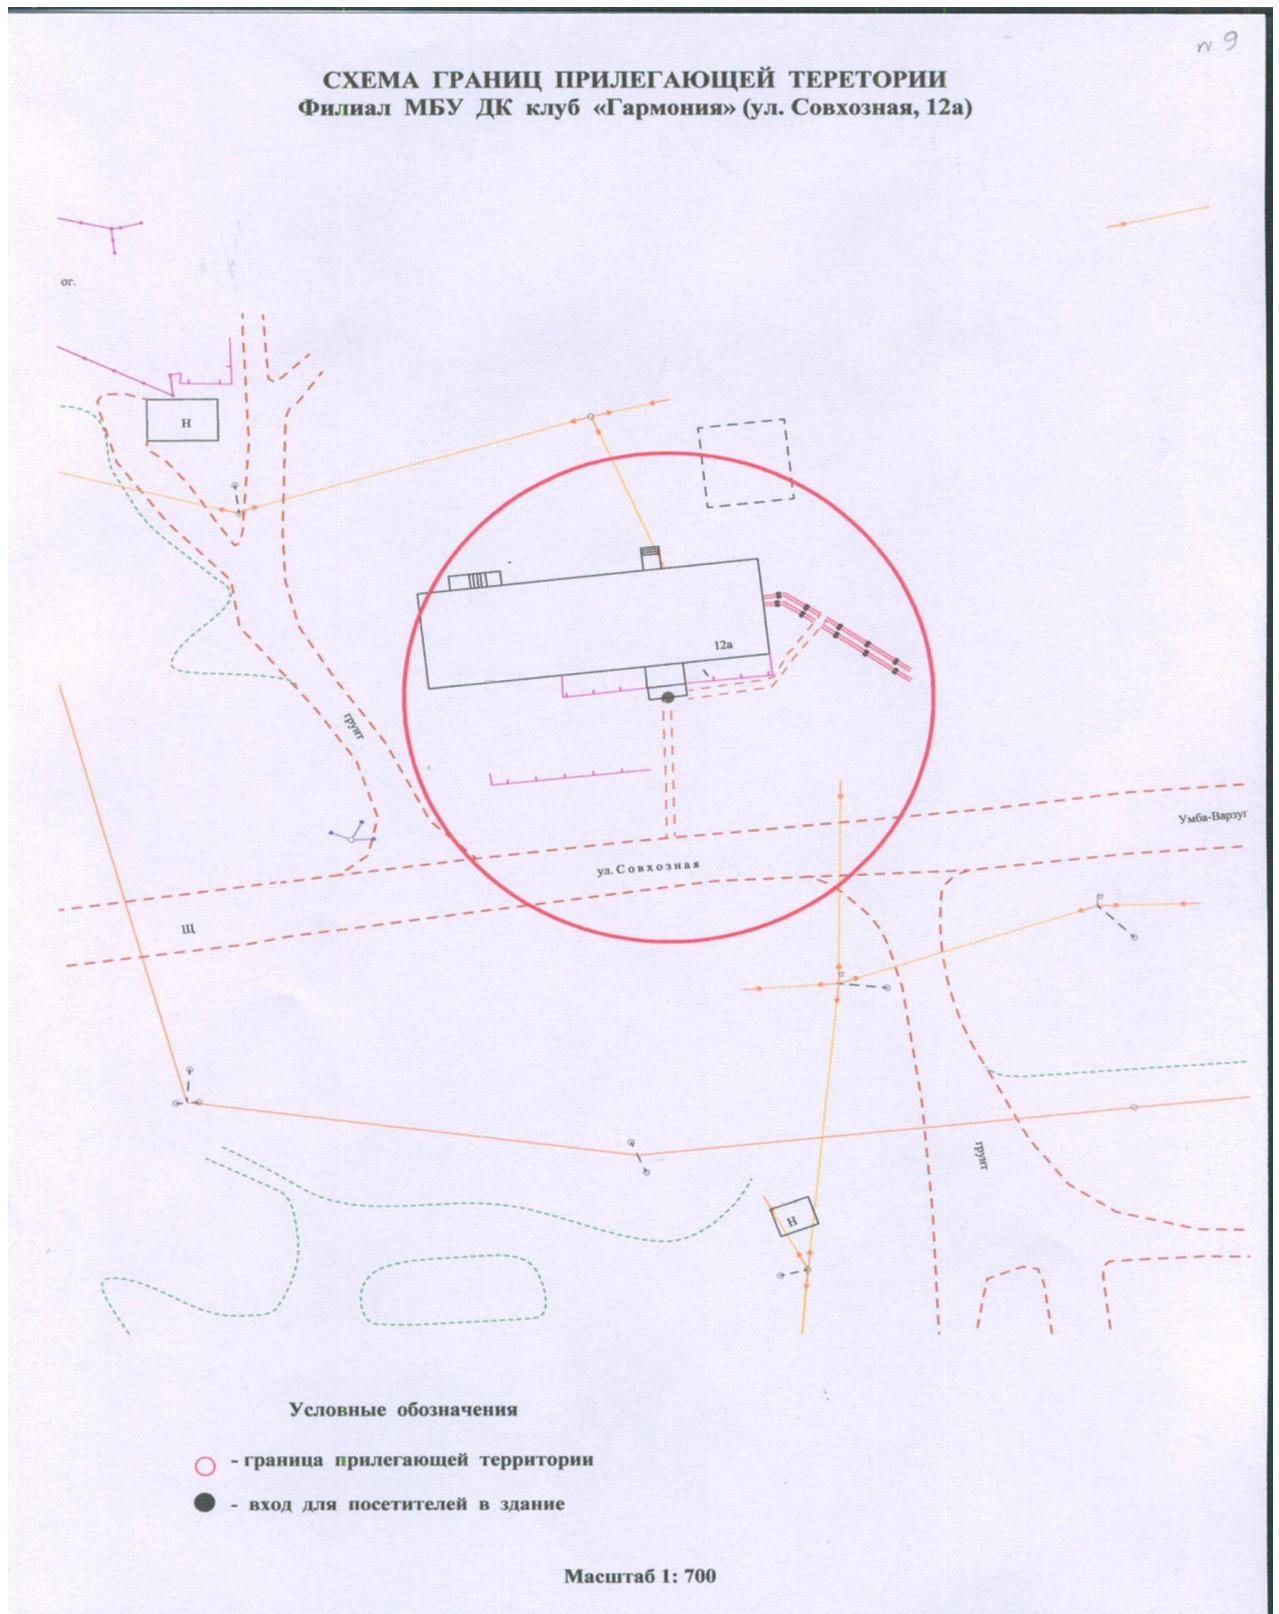 п 9
СХЕМА ГРАНИЦ ПРИЛЕГАЮЩЕЙ ТЕРЕТОРИИ
Филиал МБУ ДК клуб «Гармония» (ул. Совхозная, 12а)
ог.
Н
12а
грунт
Умба-Варзуг
ул. Совхозная
Щ
грунт
Н
Условные обозначения
- граница прилегающей территории
- вход для посетителей в здание
Масштаб 1: 700